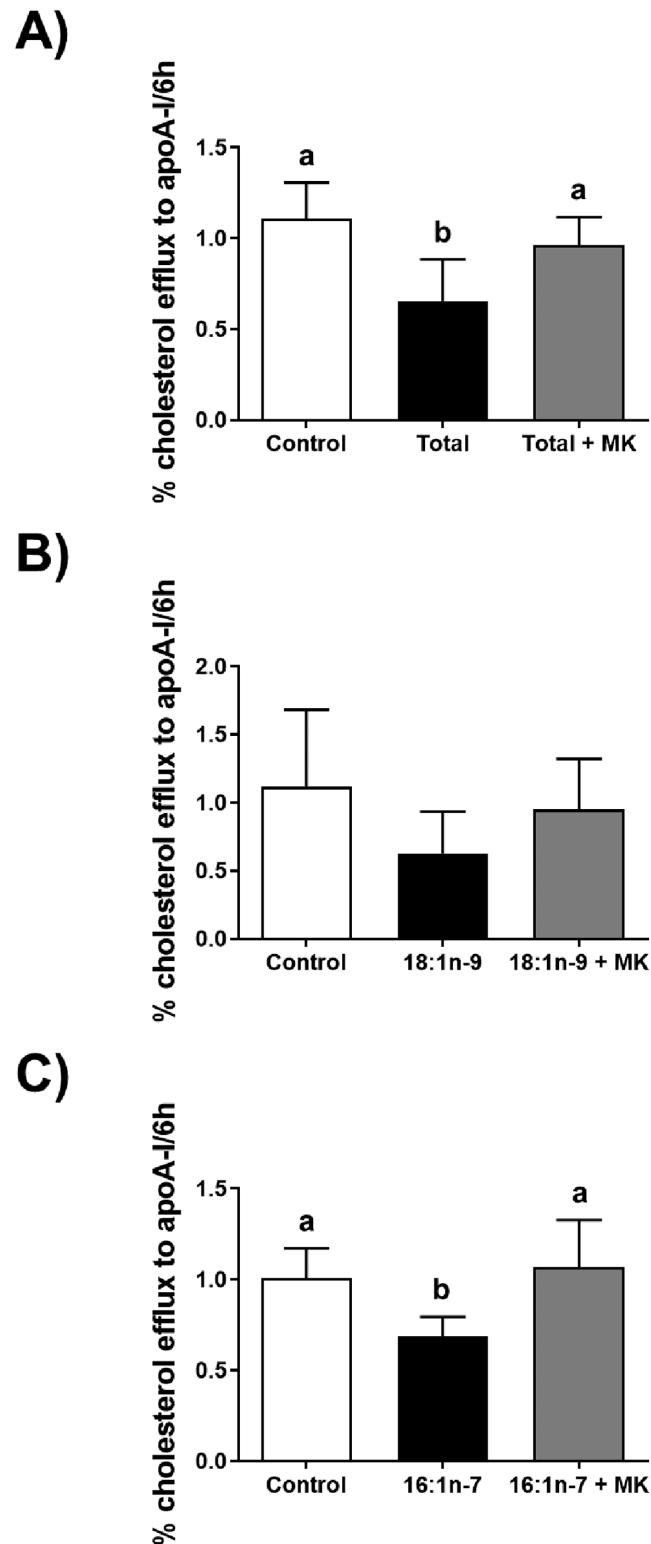 A)
% cholesterol efflux to apoA-I/6h
1.5
1.0
0.5
0.0
a
b
a
Control
Total
Total + MK
B)
% cholesterol efflux to apoA-I/6h
2.0
1.5
1.0
0.5
0.0
Control
18:1n-9
18:1n-9 + MK
C)
% cholesterol efflux to apoA-I/6h
1.5
1.0
0.5
0.0
a
b
a
Control
16:1n-7
16:1n-7 + MK